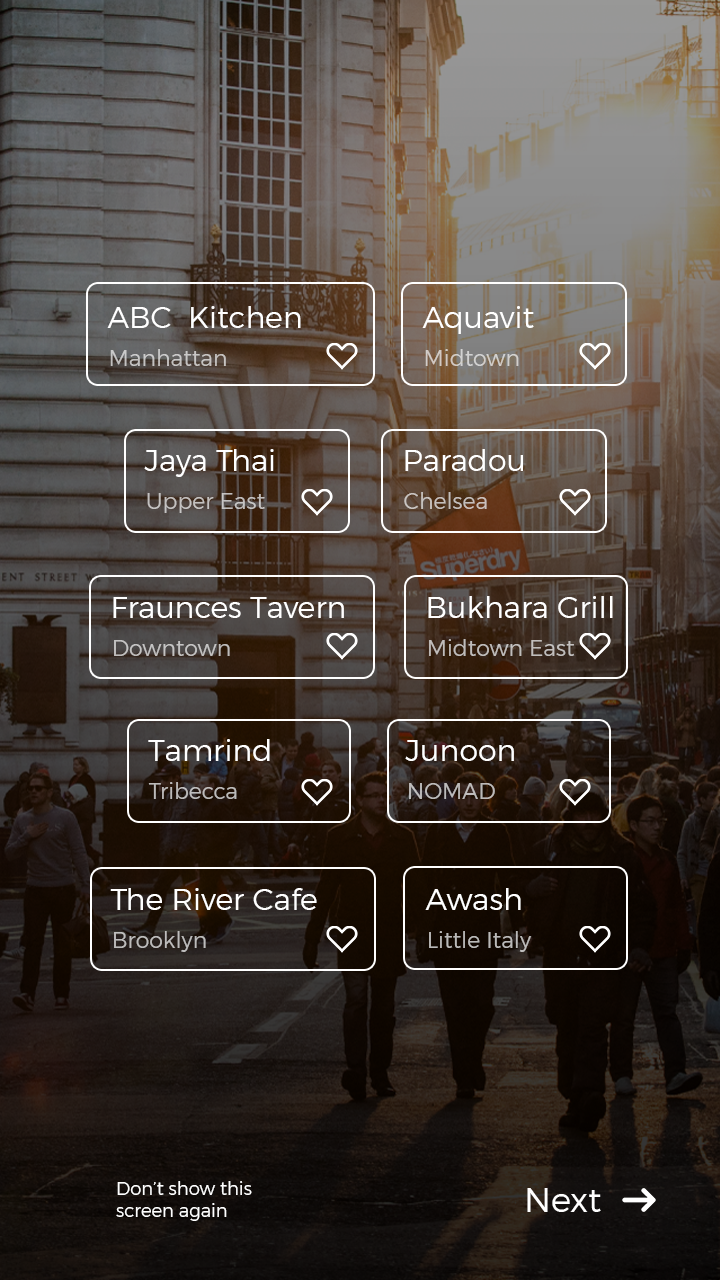 ABC Kitchen
Manhattan
Aquavit
Midtown
Jaya Thai
Upper East
Paradou
Chelsea
Superdry
ENT STREET
Fraunces Tavern
Downtown
Bukhara Grill
Midtown East
Tamrind
Tribecca
Junoon
NOMAD
The River Cafe
Brooklyn
Awash
Little Italy
Don't show this
screen again
Next